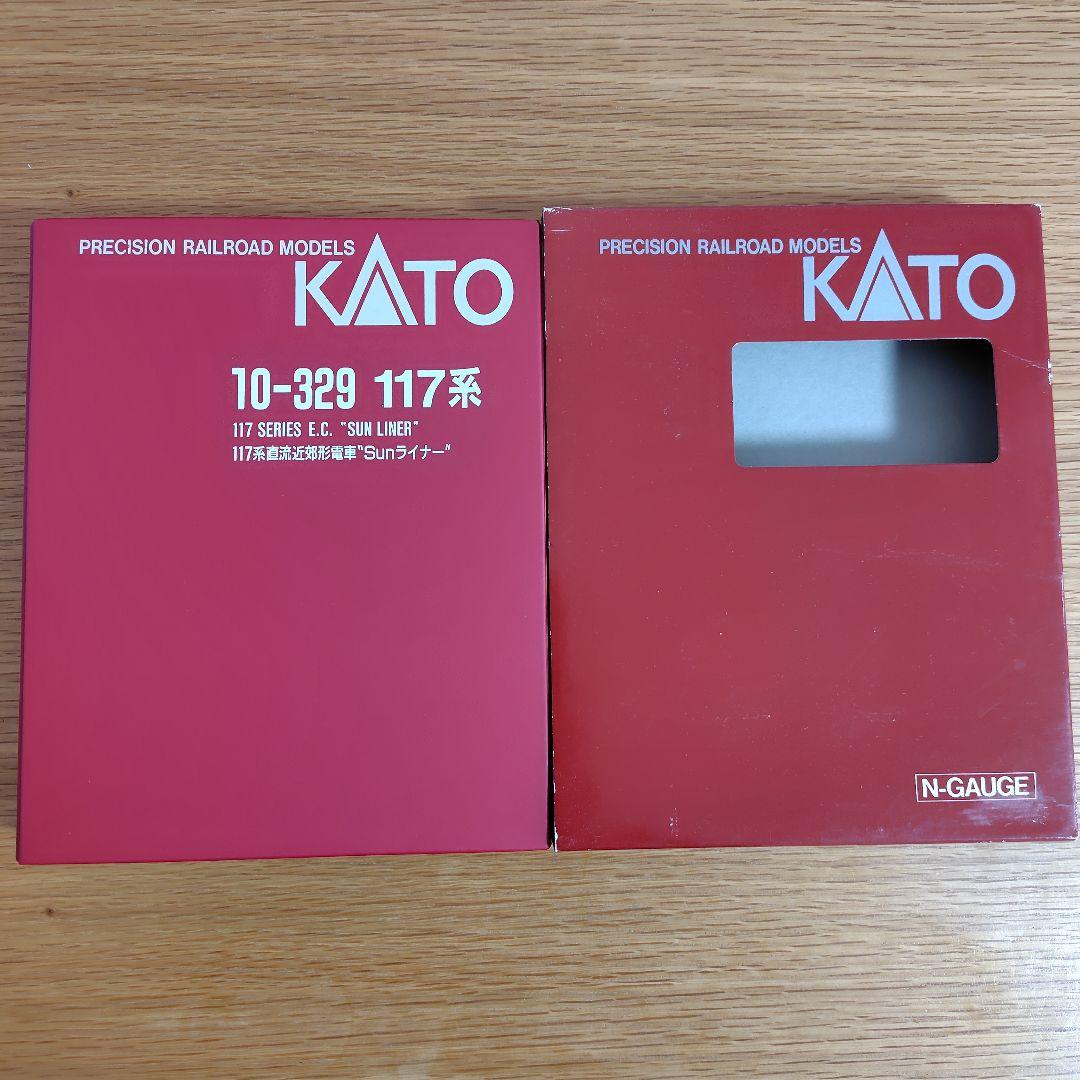 PRECISION RAILROAD MODELS
KATO
10-329 117系
117 SERIES E.C. "SUN LINER"
117系直流近郊形電車"Sunライナー"
PRECISION RAILROAD MODELS
KATO
N-GAUGE